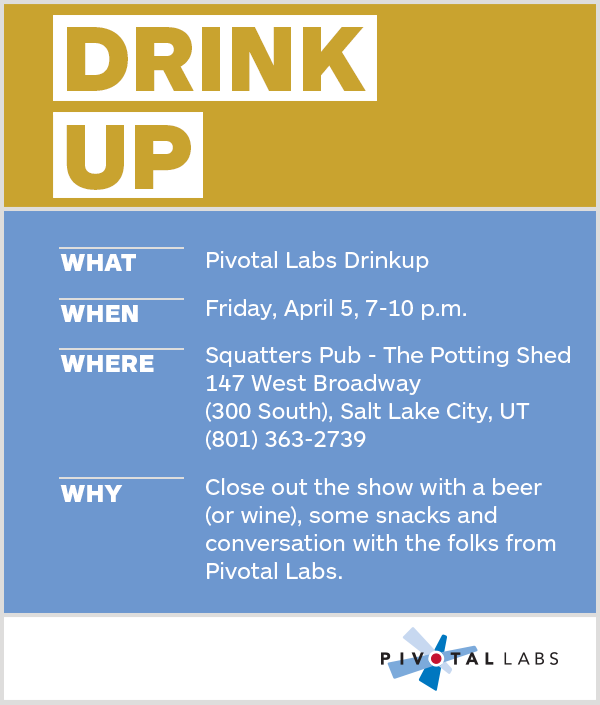 DRINK
UP
WHAT
Pivotal Labs Drinkup
WHEN
Friday, April 5, 7-10 p.m.
WHERE
Squatters Pub - The Potting Shed
147 West Broadway
(300 South), Salt Lake City, UT
(801) 363-2739
WHY
Close out the show with a beer
(or wine), some snacks and
conversation with the folks from
Pivotal Labs.
PIVOTAL LABS